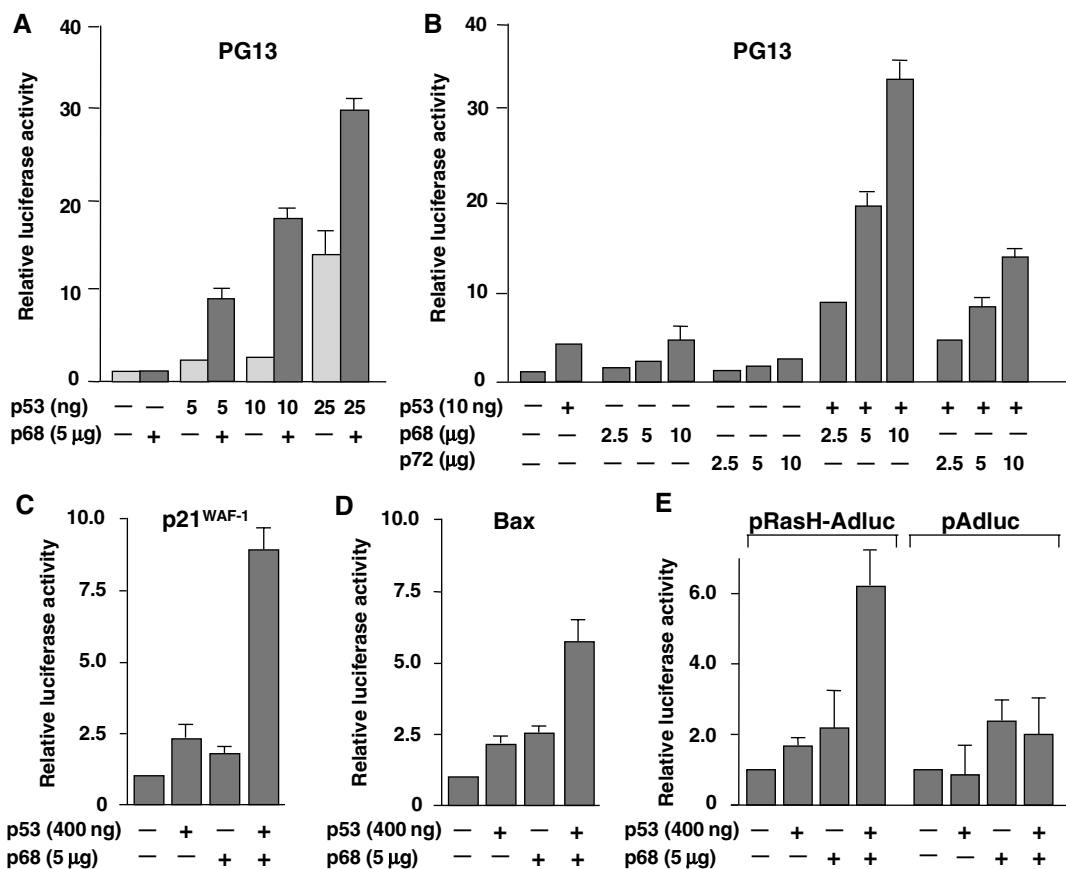 A
PG13
Relative luciferase activity
40
30
20
10
0
p53 (ng) — — 5 5 10 10 25 25
p68 (5 µg) — + — + — + — +
B
PG13
Relative luciferase activity
40
30
20
10
0
p53 (10 ng) — + — — — — — — + + + + + +
p68 (µg) — — 2.5 5 10 — — — 2.5 5 10 — — —
p72 (µg) — — — — — 2.5 5 10 — — — 2.5 5 10
C
p21WAF-1
Relative luciferase activity
10.0
7.5
5.0
2.5
0
p53 (400 ng) — + — +
p68 (5 µg) — — + +
D
Bax
Relative luciferase activity
10.0
7.5
5.0
2.5
0
p53 (400 ng) — + — +
p68 (5 µg) — — + +
E
pRasH-Adluc pAdluc
Relative luciferase activity
6.0
4.0
2.0
0
p53 (400 ng) — + — + — + — +
p68 (5 µg) — — + + — — + +